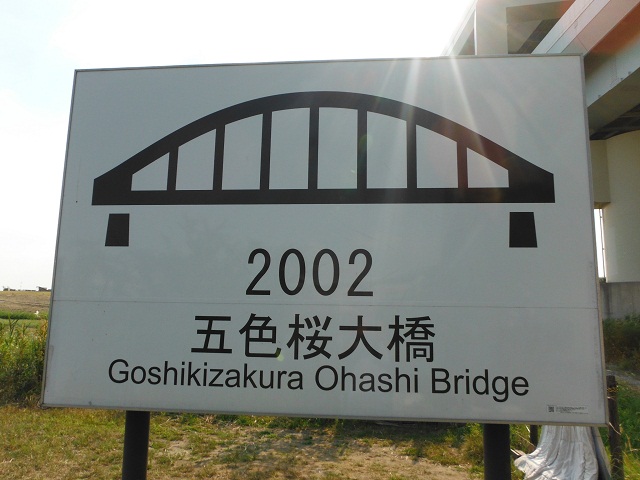 2002
五色桜大橋
Goshikizakura Ohashi Bridge